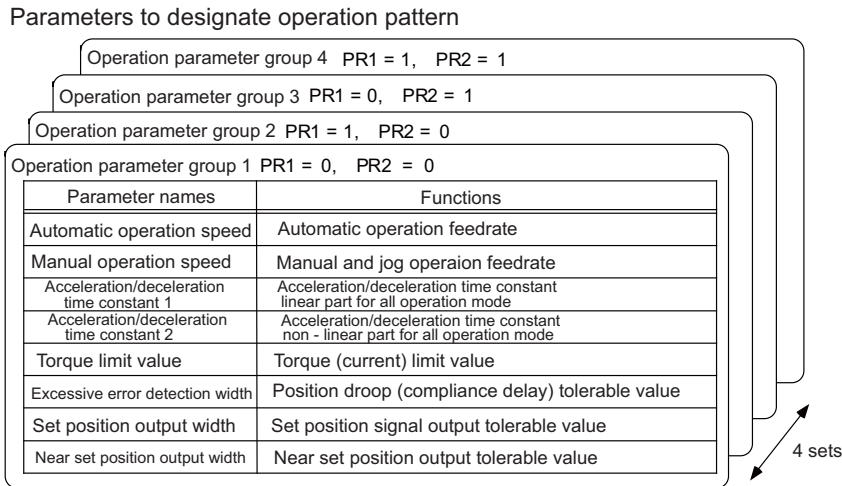 Parameters to designate operation pattern
Operation parameter group 4 PR1 = 1, PR2 = 1
Operation parameter group 3 PR1 = 0, PR2 = 1
Operation parameter group 2 PR1 = 1, PR2 = 0
Operation parameter group 1 PR1 = 0, PR2 = 0
Parameter names Functions
Automatic operation speed Automatic operation feedrate
Manual operation speed Manual and jog operaion feedrate
Acceleration/deceleration Acceleration/deceleration time constant
time constant 1 linear part for all operation mode
Acceleration/deceleration Acceleration/deceleration time constant
time constant 2 non - linear part for all operation mode
Torque limit value Torque (current) limit value
Excessive error detection width Position droop (compliance delay) tolerable value
Set position output width Set position signal output tolerable value
Near set position output width Near set position output tolerable value
4 sets